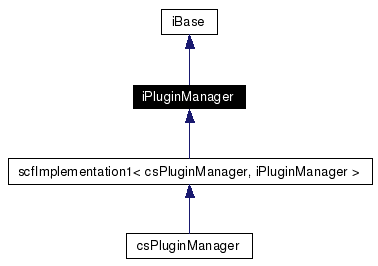 iBase
iPluginManager
scfImplementation1< csPluginManager, iPluginManager >
csPluginManager